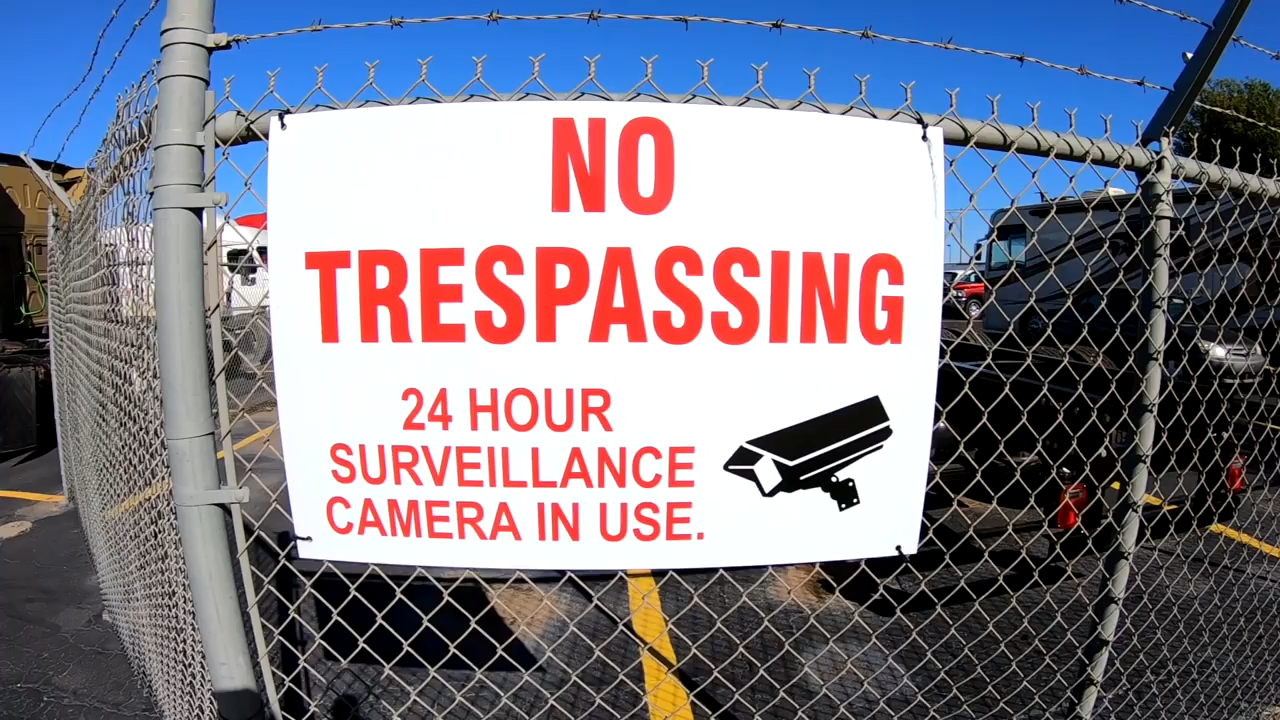 NO
TRESPASSING
24 HOUR
SURVEILLANCE
CAMERA IN USE.